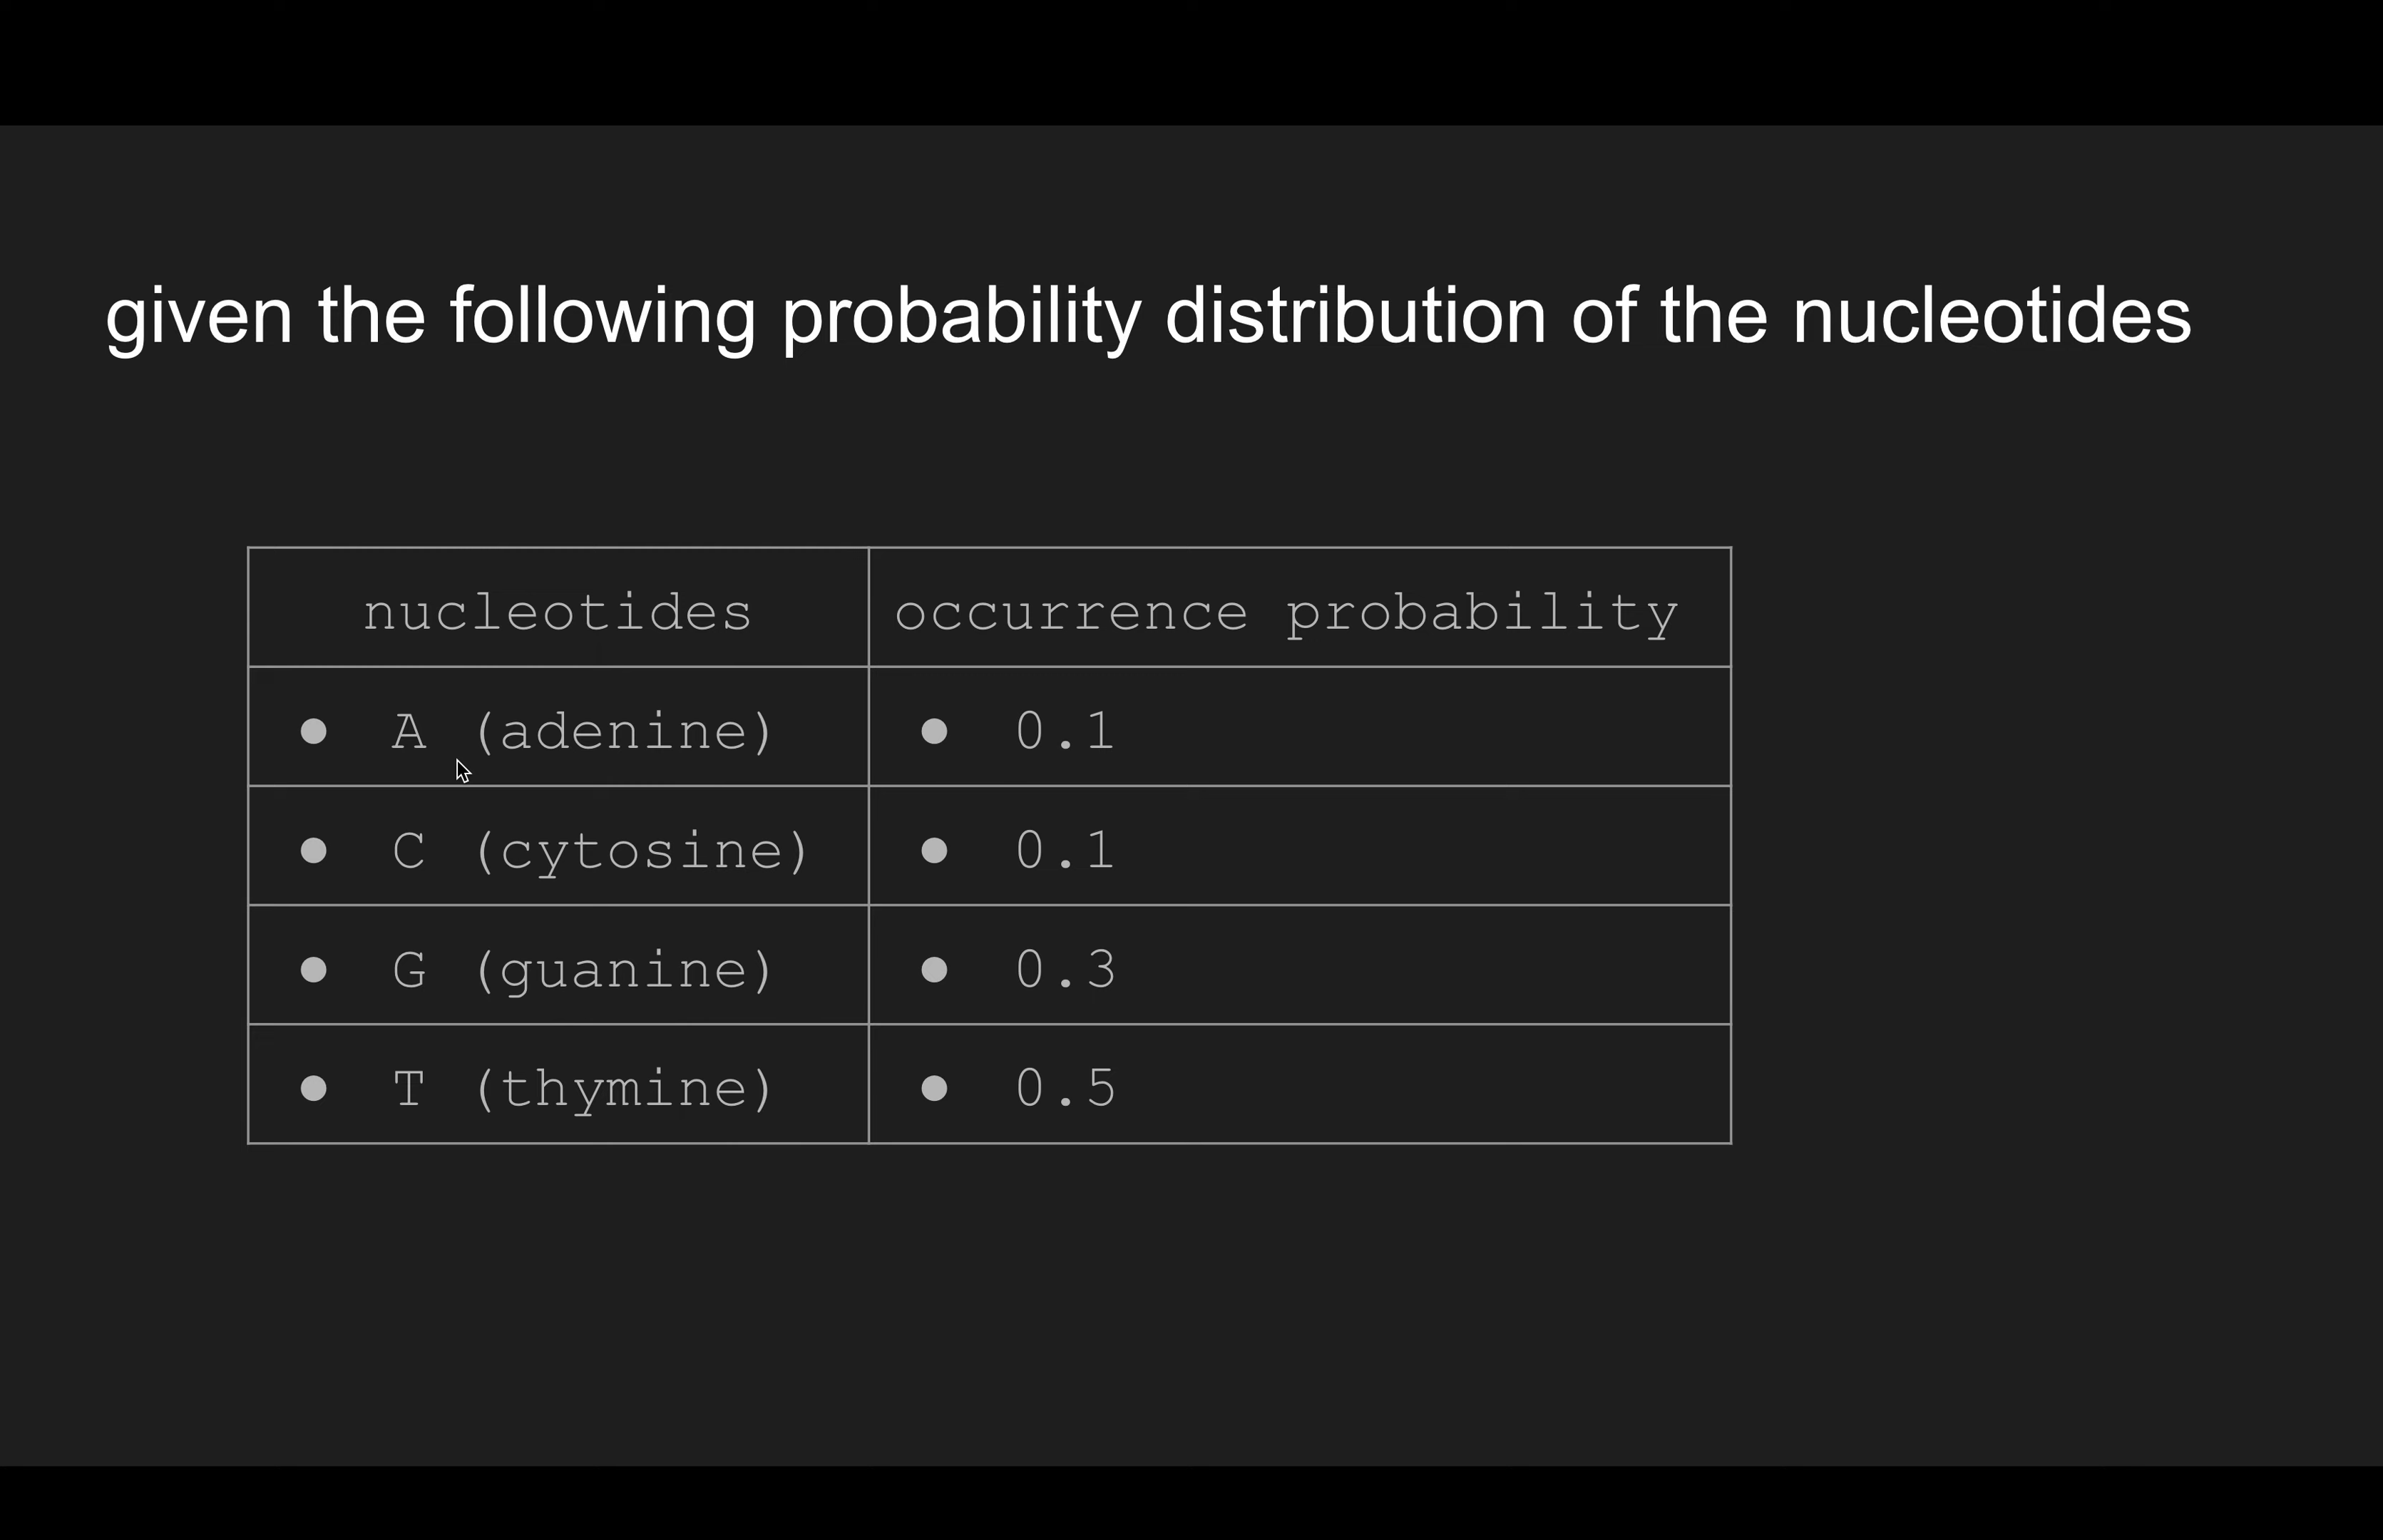 given the following probability distribution of the nucleotides
nucleotides occurrence probability
● A (adenine) ● 0.1
● C (cytosine) ● 0.1
● G (guanine) ● 0.3
● T (thymine) ● 0.5